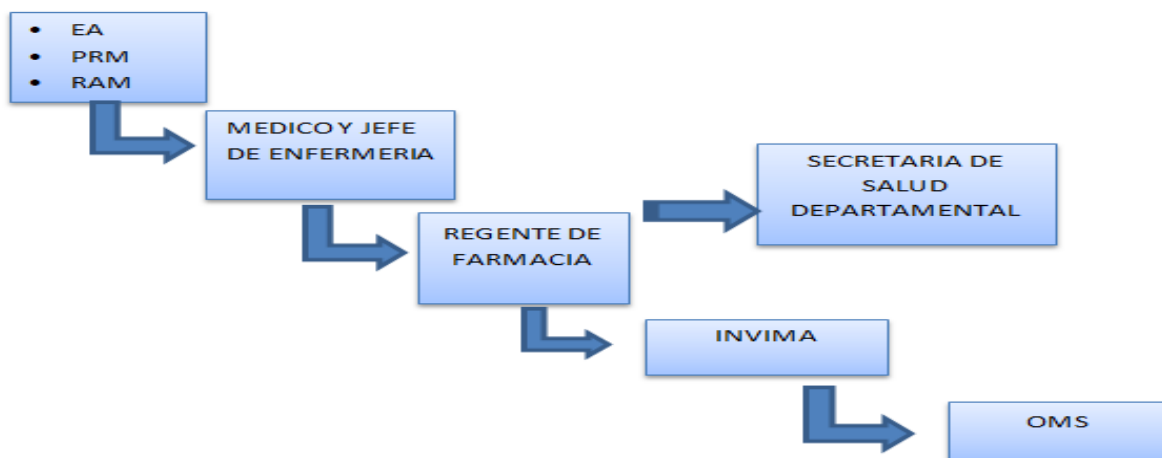 • EA
• PRM
• RAM
MEDICO Y JEFE
DE ENFERMERIA
SECRETARIA DE
SALUD
DEPARTAMENTAL
REGENTE DE
FARMACIA
INVIMA
OMS